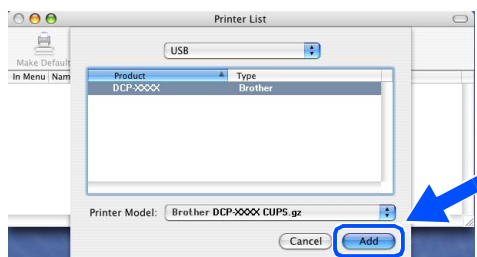 Printer List
USB
Make Default
In Menu Nam
Product Type
DCP-XXXX Brother
Printer Model: Brother DCP-XXXX CUPS.gz
Cancel Add